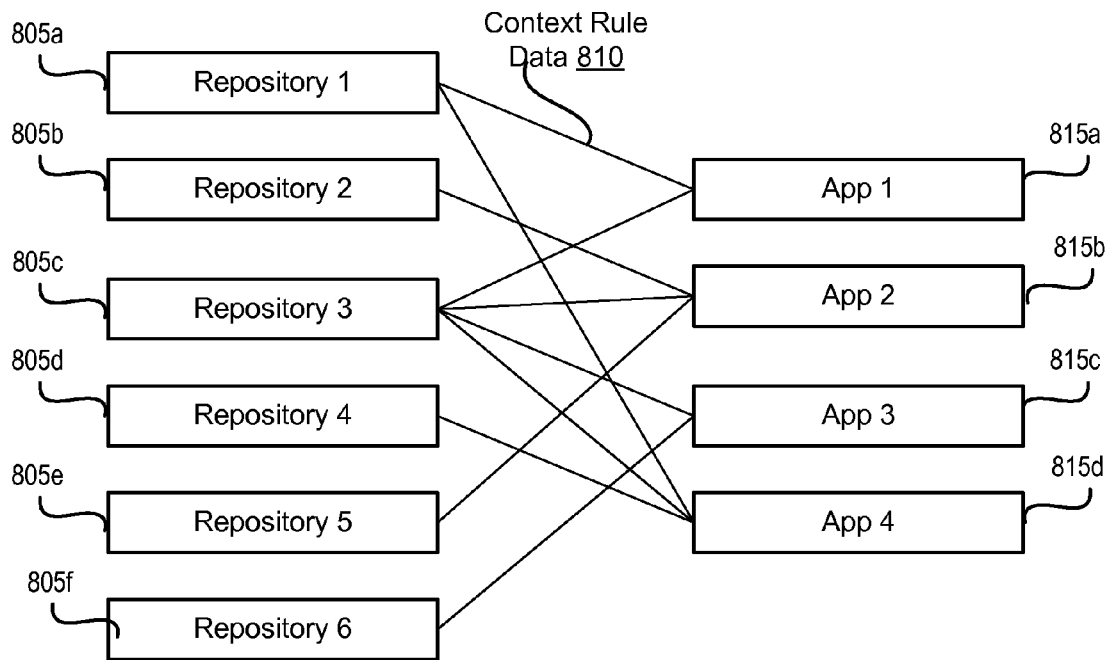 Context Rule
Data 810
805a
Repository 1
805b
Repository 2
805c
Repository 3
805d
Repository 4
805e
Repository 5
805f
Repository 6
815a
App 1
815b
App 2
815c
App 3
815d
App 4